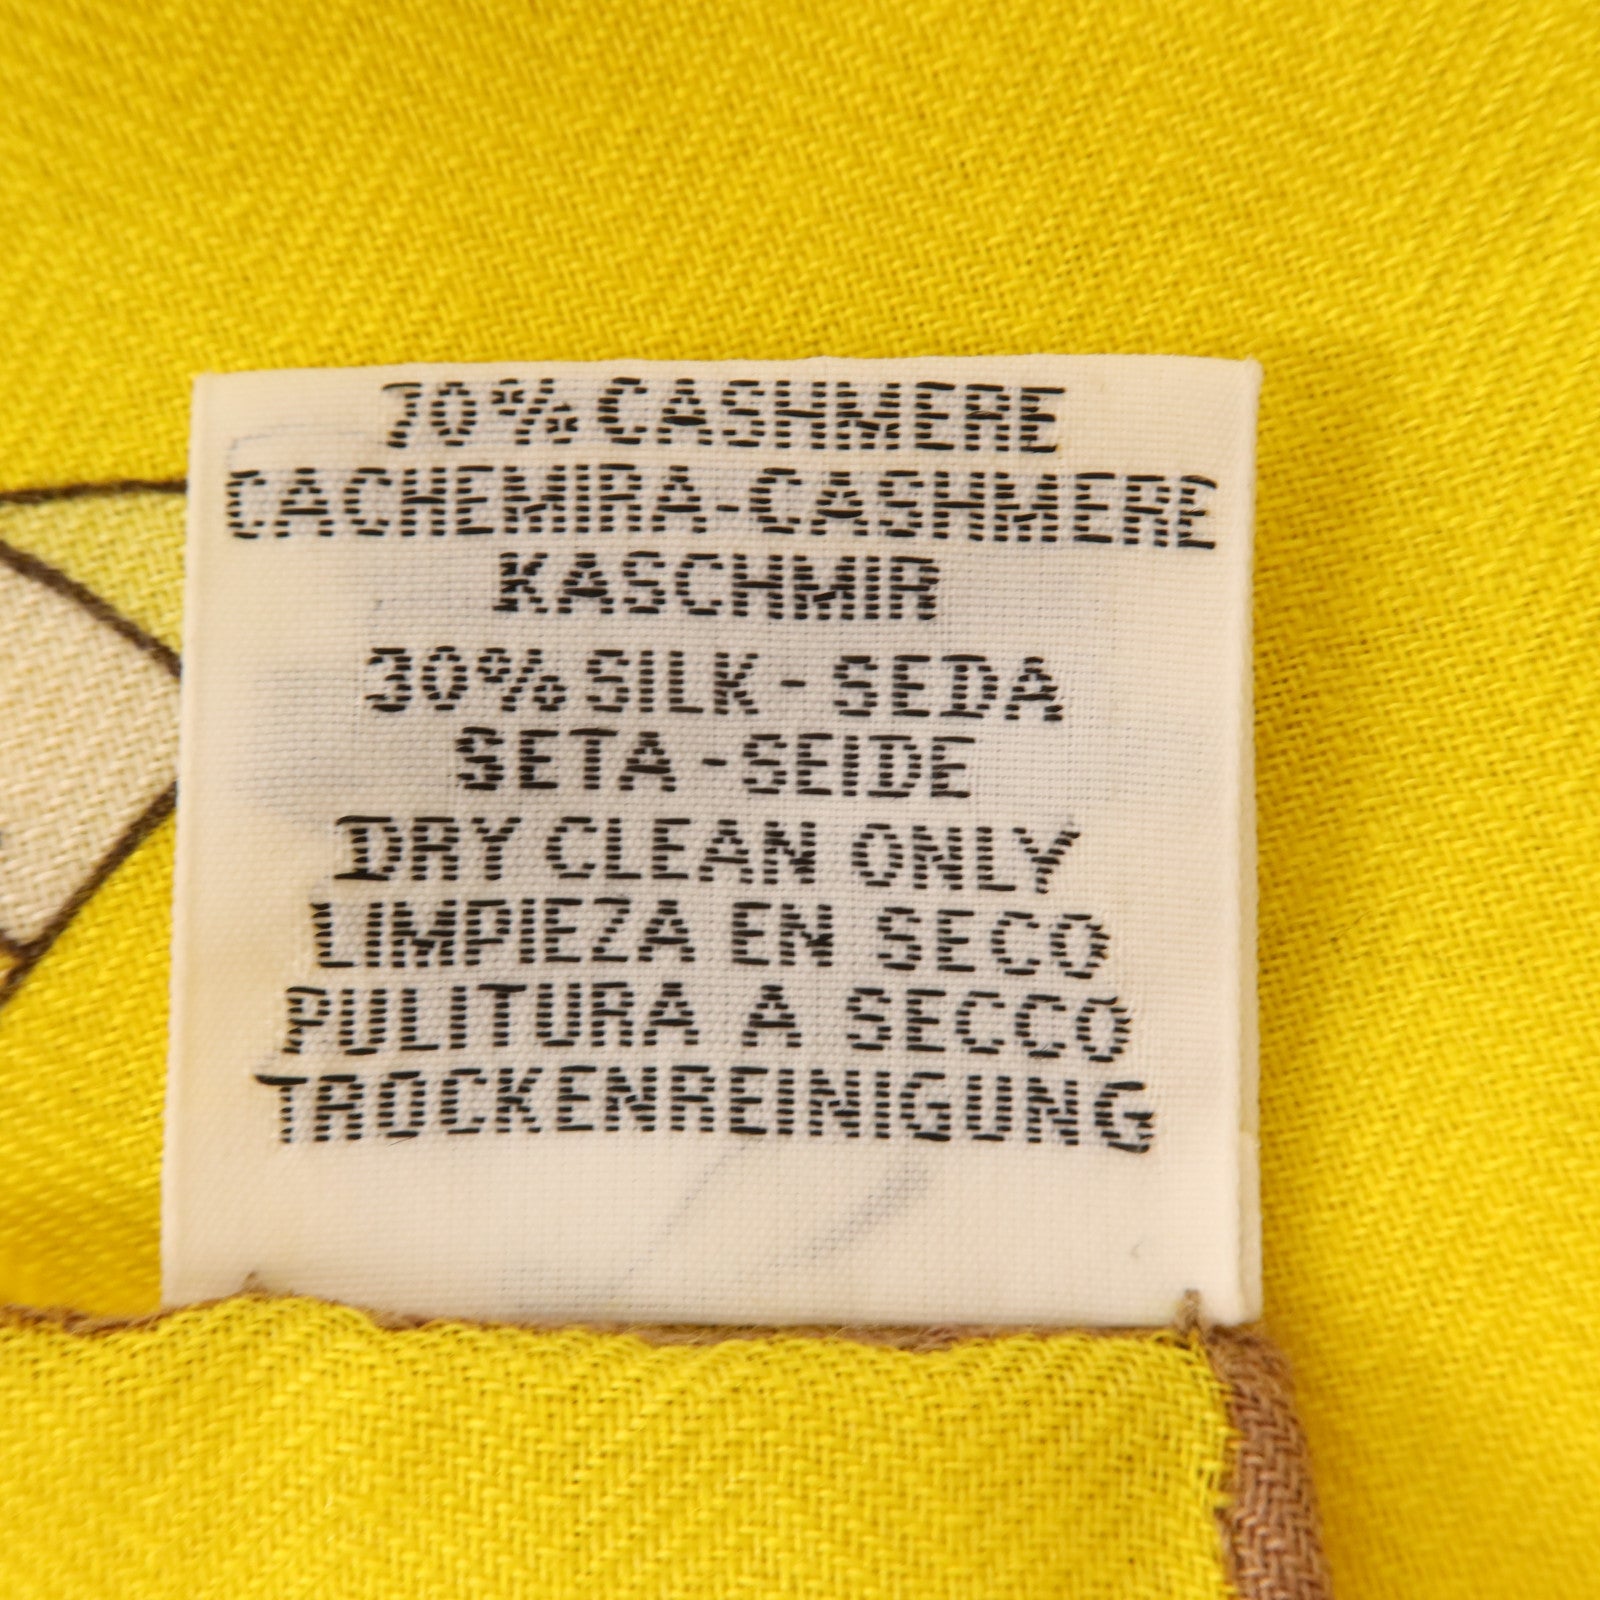 70% CASHMERE
CACHEMIRA-CASHMERE
KASCHMIR
30% SILK - SEDA
SETA - SEIDE
DRY CLEAN ONLY
LIMPIEZA EN SECO
PULITURA A SECCO
TROCKENREINIGUNG